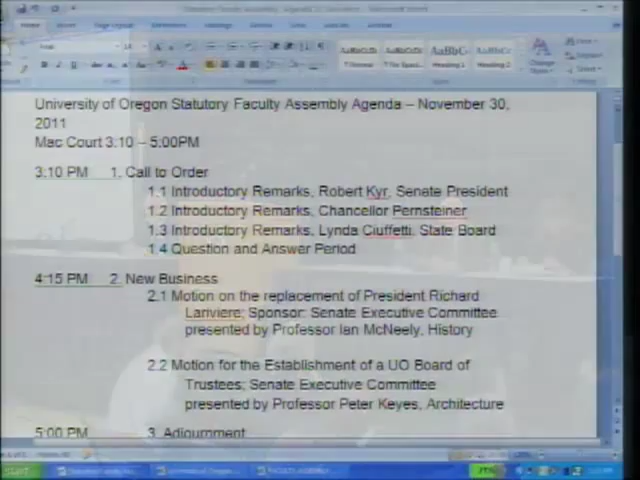 University of Oregon Statutory Faculty Assembly Agenda – November 30,
2011
Mac Court 3:10 – 5:00PM
3:10 PM 1. Call to Order
1.1 Introductory Remarks, Robert Kyr, Senate President
1.2 Introductory Remarks, Chancellor Pernsteiner
1.3 Introductory Remarks, Lynda Ciuffetti, State Board
1.4 Question and Answer Period
4:15 PM 2. New Business
2.1 Motion on the replacement of President Richard
Lariviere; Sponsor: Senate Executive Committee
presented by Professor Ian McNeely, History
2.2 Motion for the Establishment of a UO Board of
Trustees; Senate Executive Committee
presented by Professor Peter Keyes, Architecture
5:00 PM 3. Adjournment